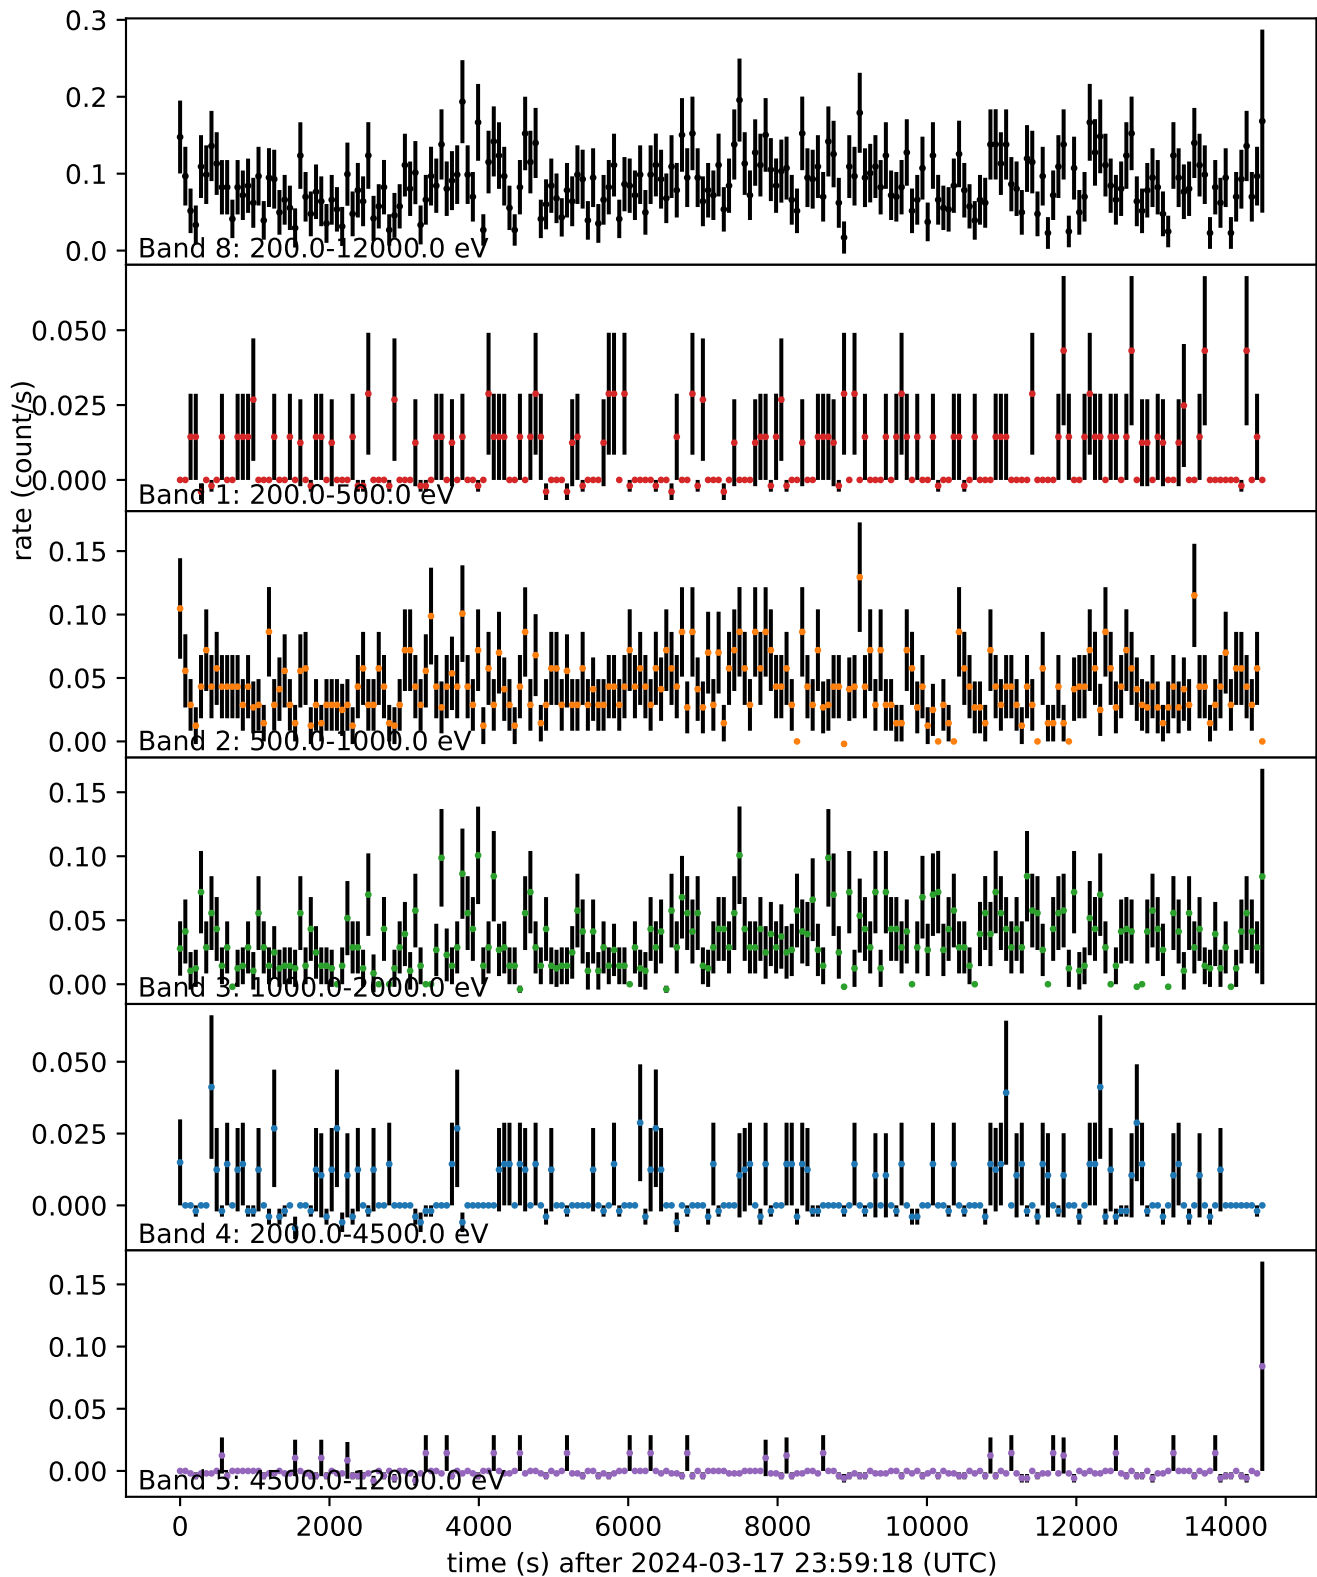 0.3
0.2
0.1
0.0
Band 8: 200.0-12000.0 eV
0.050
0.025
0.000
Band 1: 200.0-500.0 eV
rate (count/s)
0.15
0.10
0.05
0.00
Band 2: 500.0-1000.0 eV
0.15
0.10
0.05
0.00
Band 3: 1000.0-2000.0 eV
0.050
0.025
0.000
Band 4: 2000.0-4500.0 eV
0.15
0.10
0.05
0.00
Band 5: 4500.0-12000.0 eV
0 2000 4000 6000 8000 10000 12000 14000
time (s) after 2024-03-17 23:59:18 (UTC)